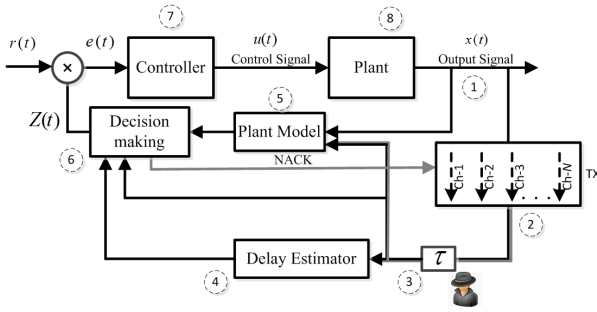 r(t)
×
e(t)
7
Controller
u(t)
Control Signal
8
Plant
x(t)
Output Signal
1
Z(t)
Decision
making
6
5
Plant Model
NACK
Ch-1
Ch-2
Ch-3
. . . .
Ch-N
TX
2
4
Delay Estimator
3
τ